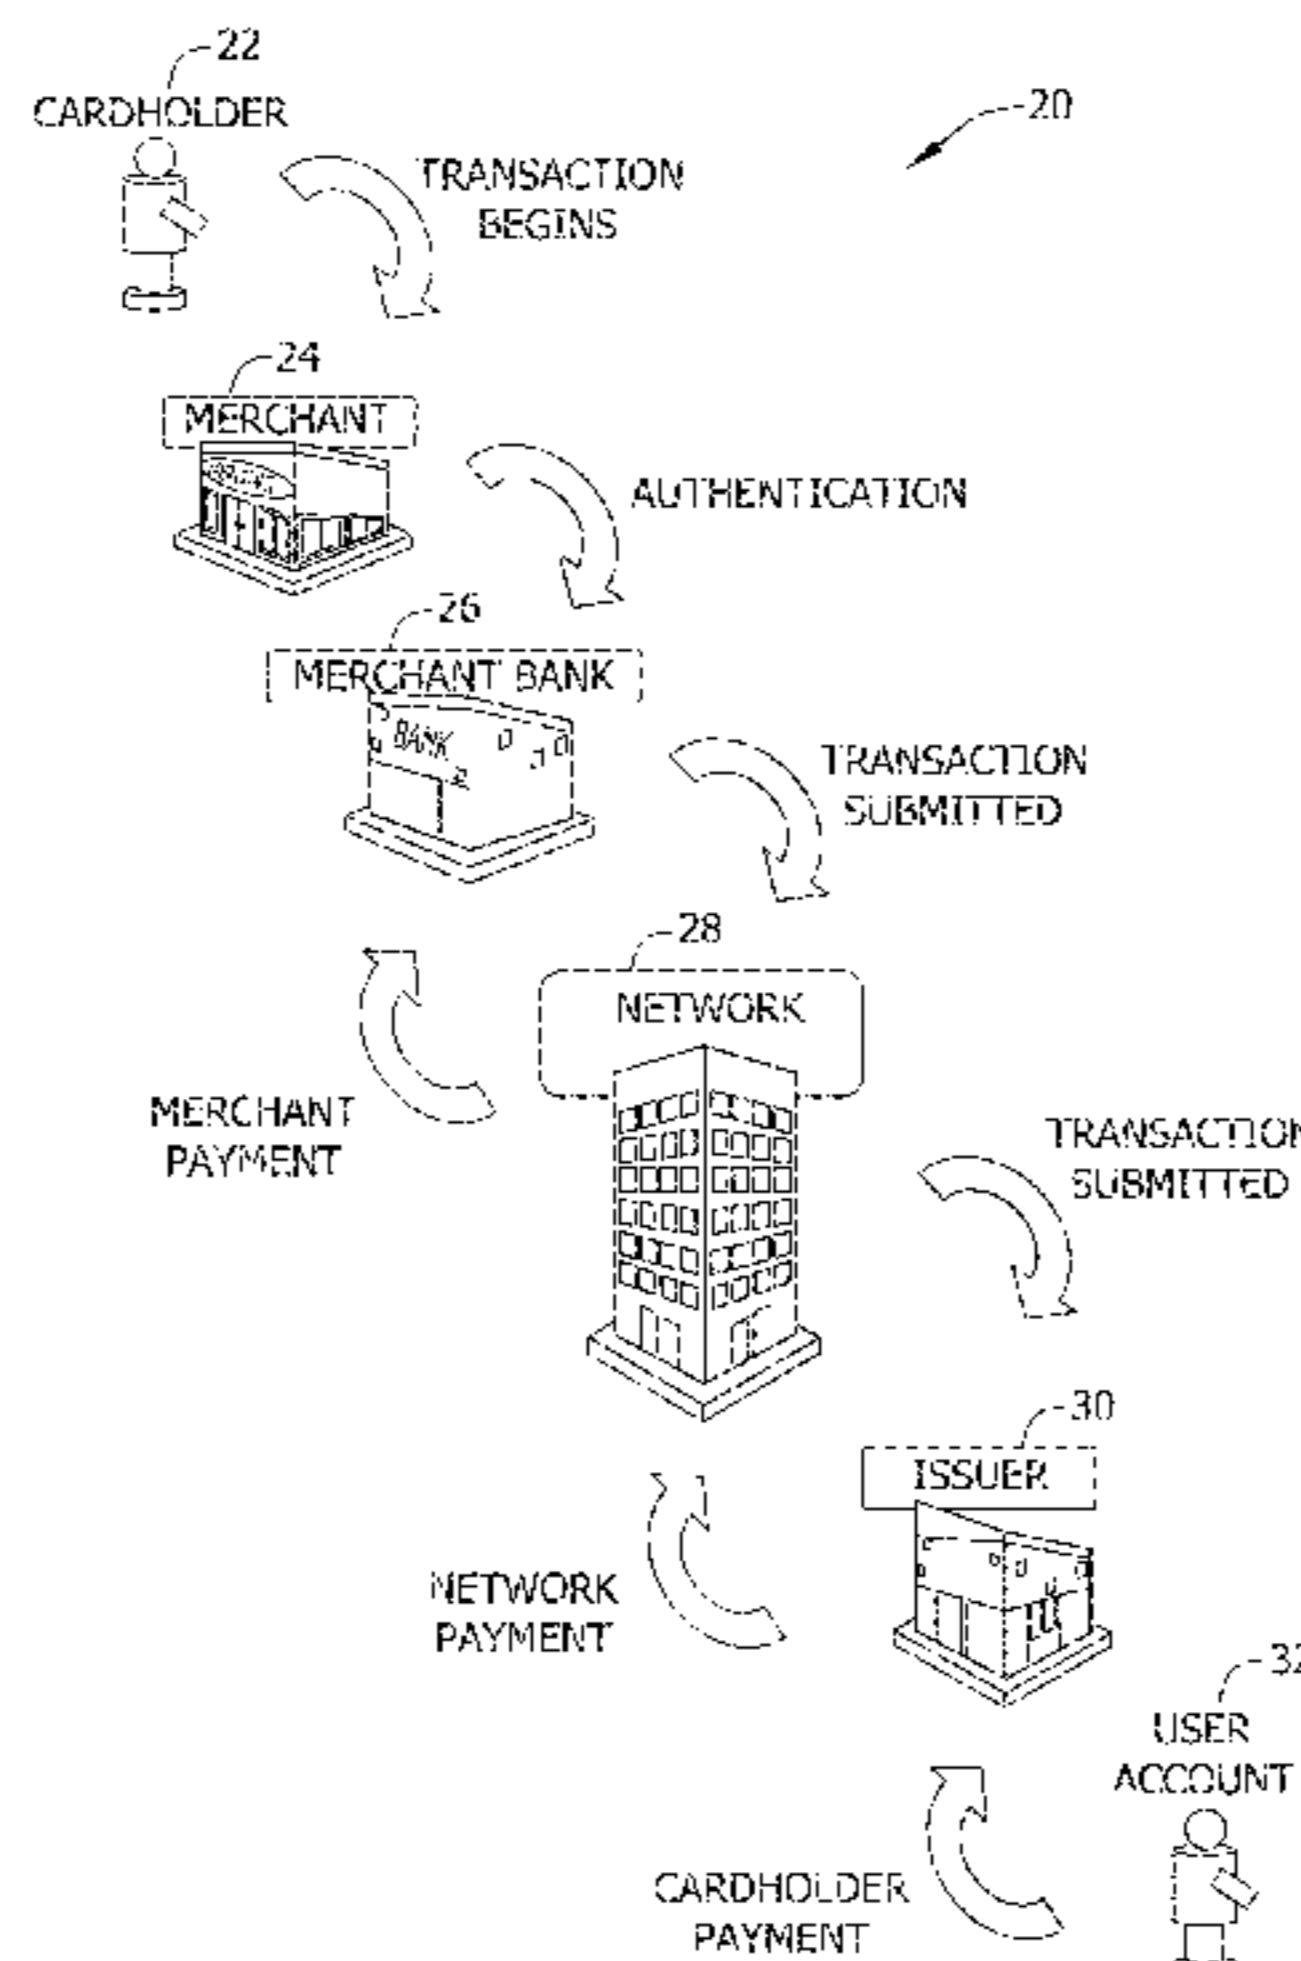 22
CARDHOLDER
20
TRANSACTION
BEGINS
24
MERCHANT
AUTHENTICATION
26
MERCHANT BANK
BANK
TRANSACTION
SUBMITTED
28
NETWORK
MERCHANT
PAYMENT
TRANSACTION
SUBMITTED
30
ISSUER
NETWORK
PAYMENT
32
USER
ACCOUNT
CARDHOLDER
PAYMENT